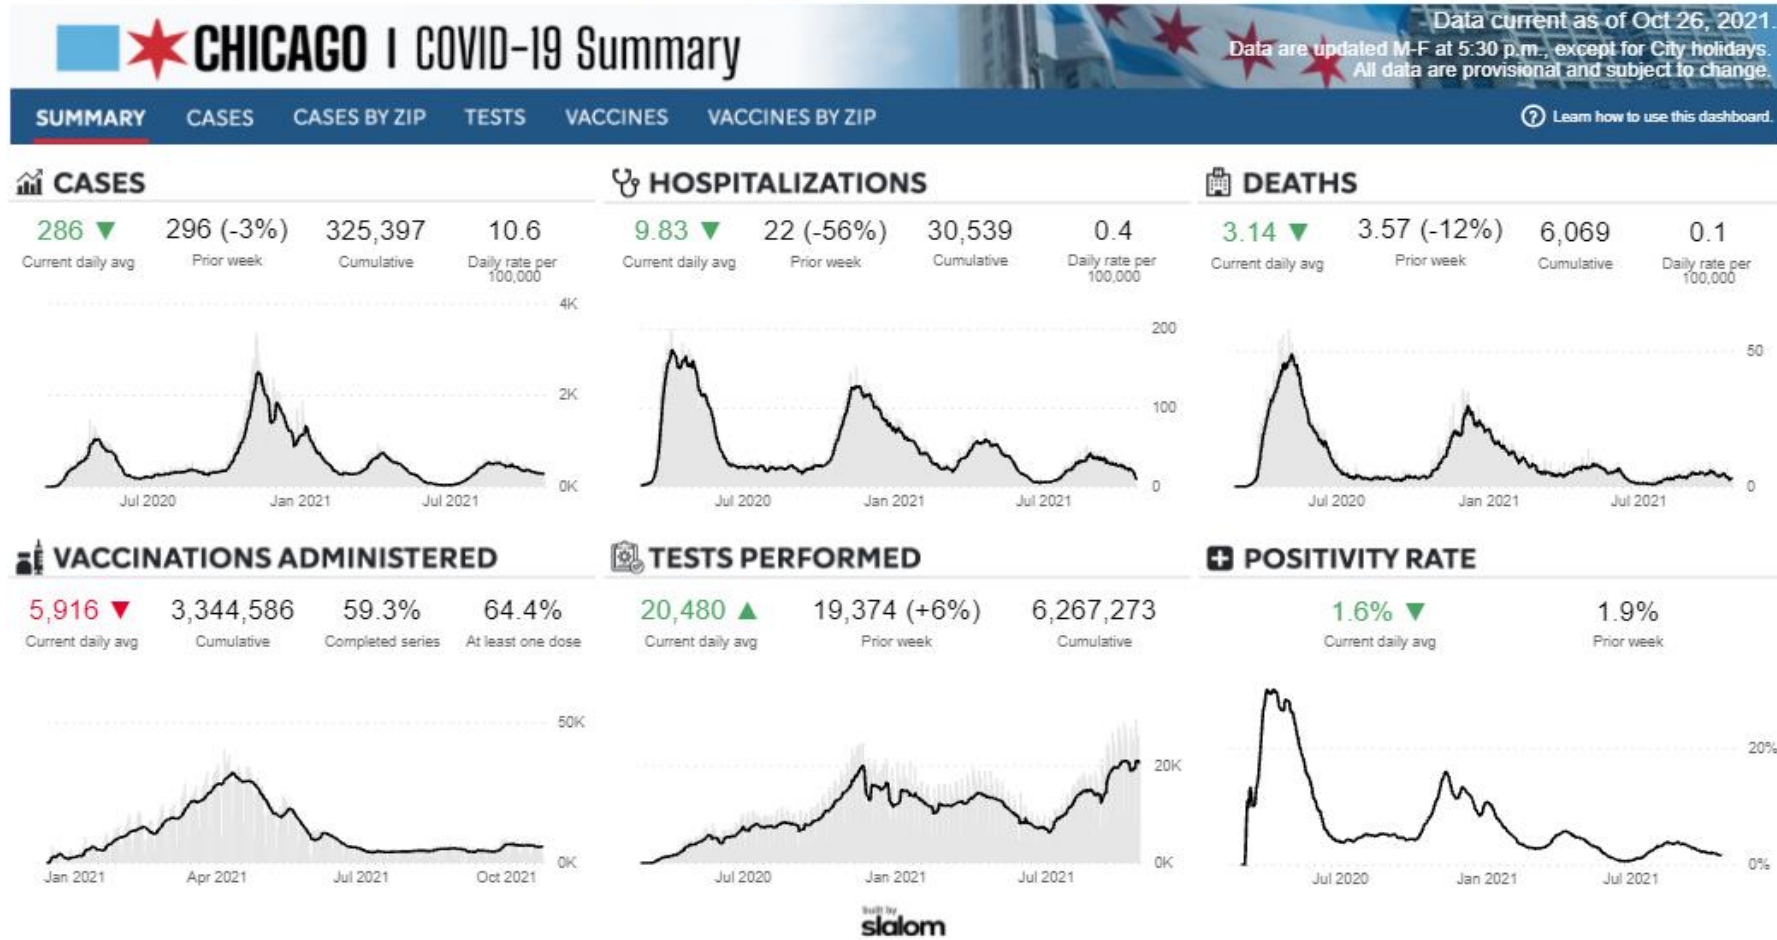 CHICAGO | COVID-19 Summary
Data current as of Oct 26, 2021.
Data are updated M-F at 5:30 p.m., except for City holidays.
All data are provisional and subject to change.
SUMMARY CASES CASES BY ZIP TESTS VACCINES VACCINES BY ZIP
? Learn how to use this dashboard.
CASES
286 ▼ 296 (-3%) 325,397 10.6
Current daily avg Prior week Cumulative Daily rate per
100,000
4K
2K
0K
Jul 2020 Jan 2021 Jul 2021
HOSPITALIZATIONS
9.83 ▼ 22 (-56%) 30,539 0.4
Current daily avg Prior week Cumulative Daily rate per
100,000
200
100
0
Jul 2020 Jan 2021 Jul 2021
DEATHS
3.14 ▼ 3.57 (-12%) 6,069 0.1
Current daily avg Prior week Cumulative Daily rate per
100,000
50
0
Jul 2020 Jan 2021 Jul 2021
VACCINATIONS ADMINISTERED
5,916 ▼ 3,344,586 59.3% 64.4%
Current daily avg Cumulative Completed series At least one dose
50K
0K
Jan 2021 Apr 2021 Jul 2021 Oct 2021
TESTS PERFORMED
20,480 ▲ 19,374 (+6%) 6,267,273
Current daily avg Prior week Cumulative
20K
0K
Jul 2020 Jan 2021 Jul 2021
POSITIVITY RATE
1.6% ▼ 1.9%
Current daily avg Prior week
20%
0%
Jul 2020 Jan 2021 Jul 2021
built by
slalom